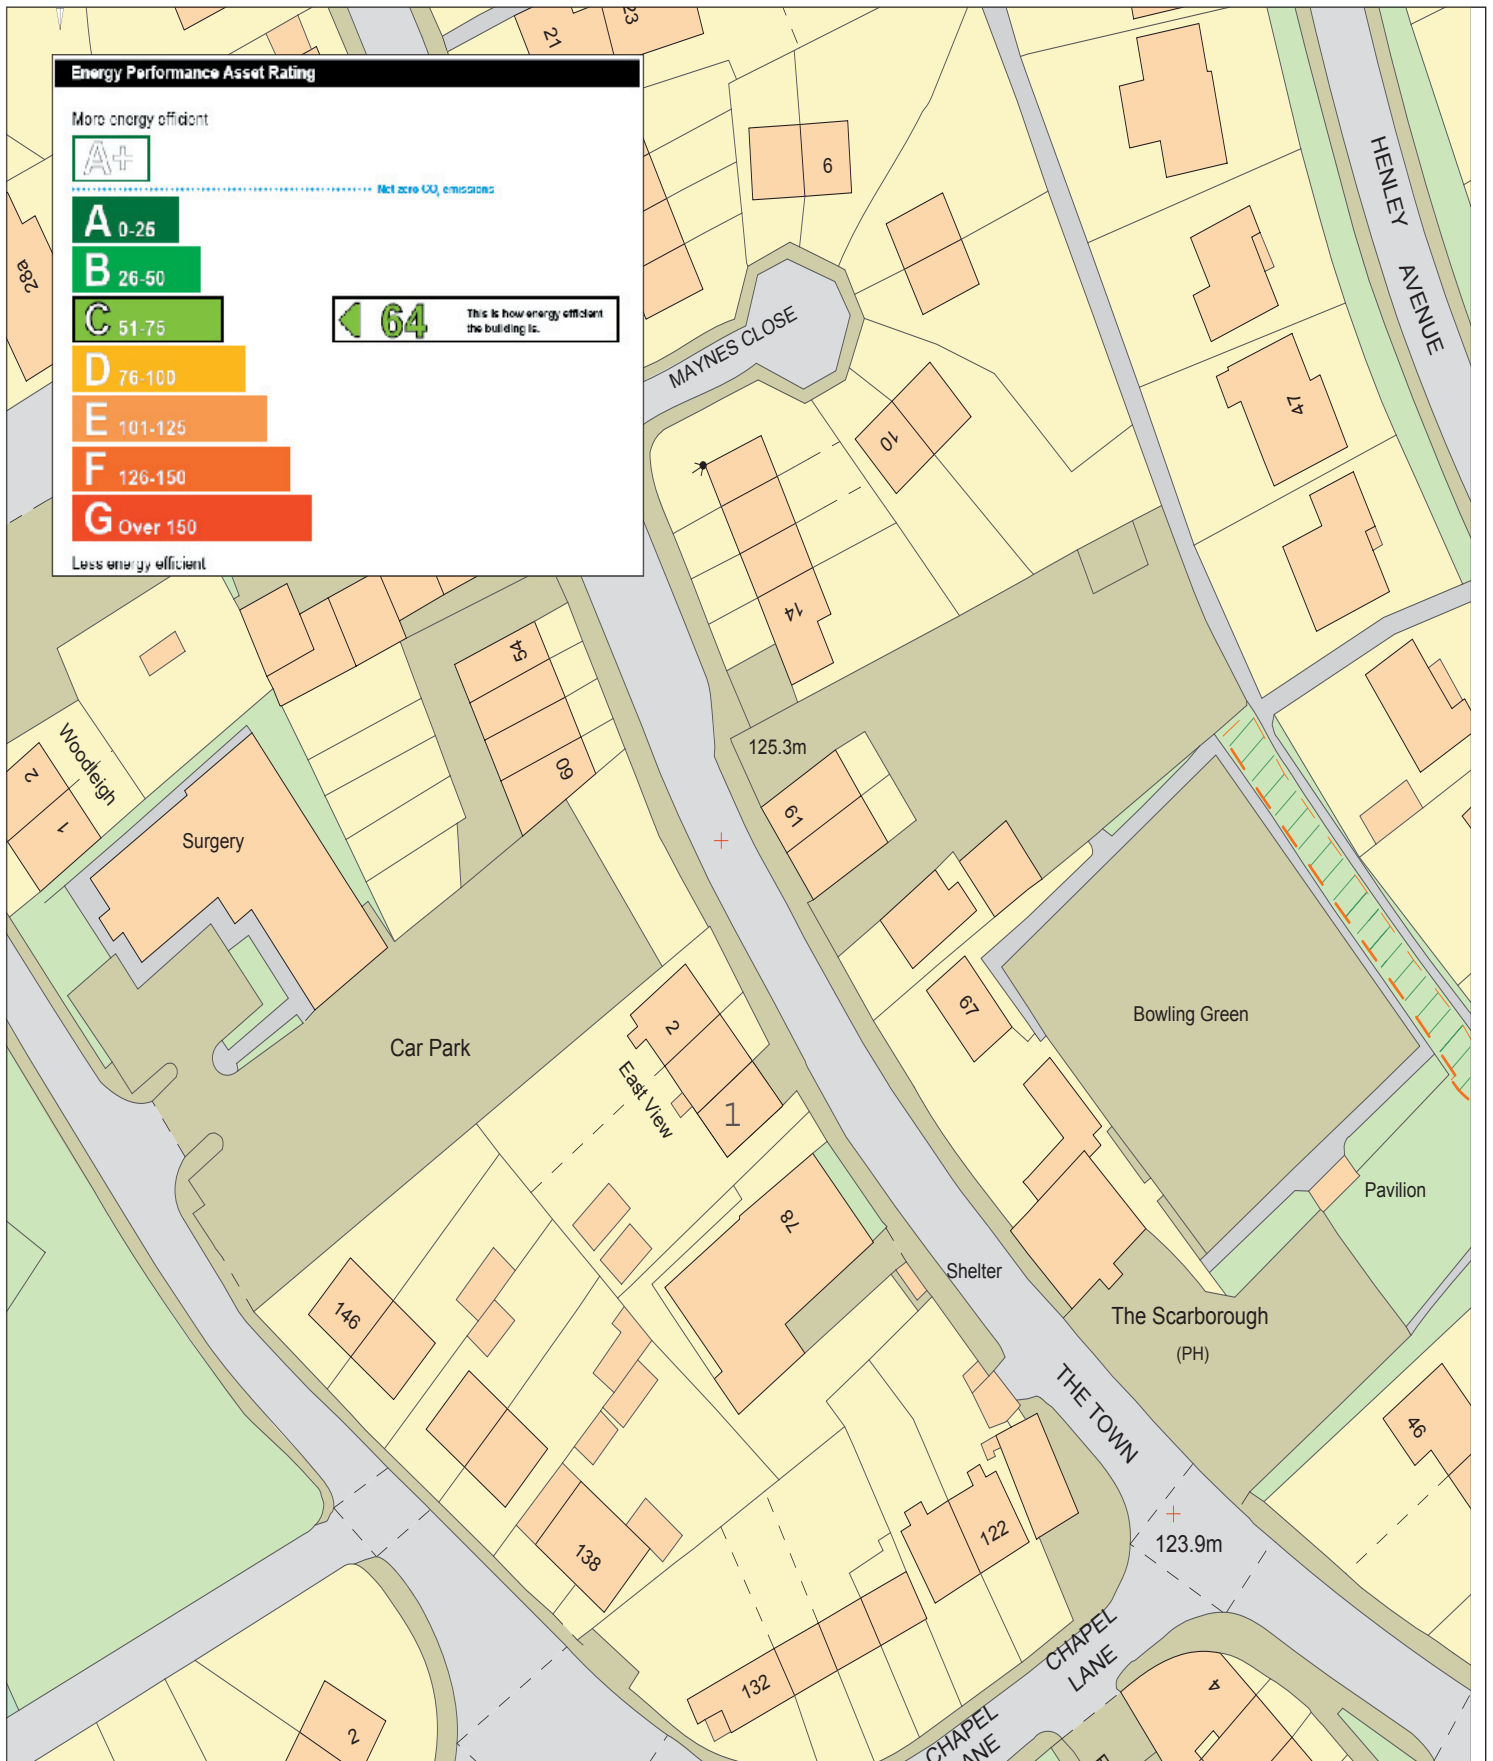 21
23
Energy Performance Asset Rating
More energy efficient
A+
Net zero CO2 emissions
A 0-25
B 26-50
C 51-75
64
This is how energy efficient
the building is.
D 76-100
E 101-125
F 126-150
G Over 150
Less energy efficient
6
HENLEY
AVENUE
28a
MAYNES CLOSE
47
10
14
54
60
125.3m
61
Woodleigh
2
1
Surgery
67
Bowling Green
Car Park
2
East View
1
Pavilion
78
Shelter
146
The Scarborough
(PH)
THE TOWN
46
122
123.9m
138
CHAPEL
LANE
132
4
2
CHAPEL